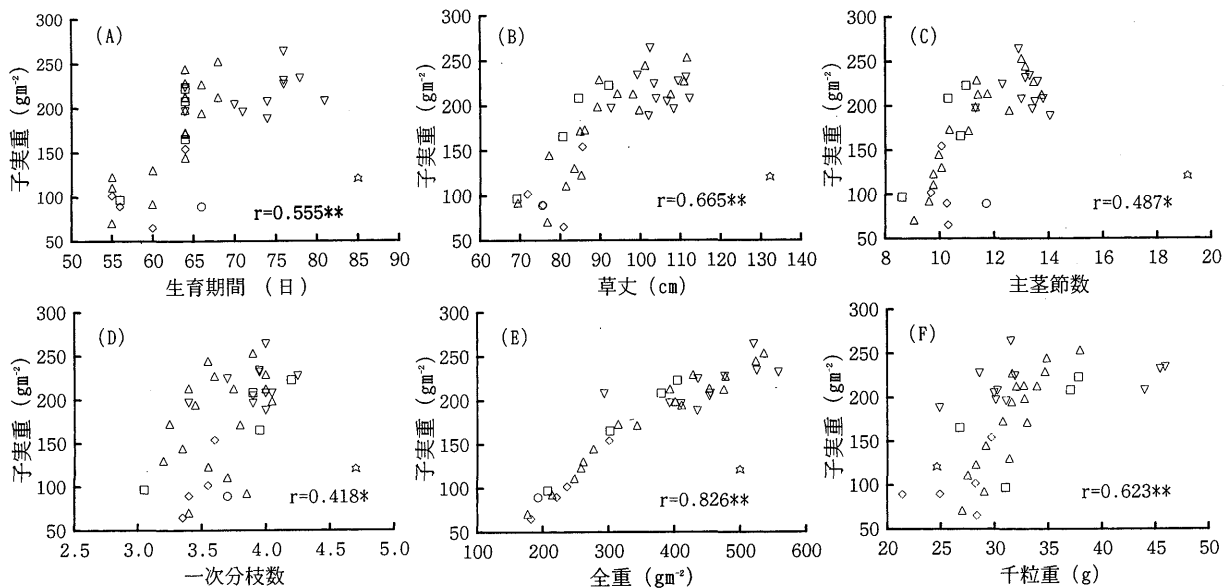 (A)
子実重 (gm⁻²)
300
250
200
150
100
50
r=0.555**
50 55 60 65 70 75 80 85 90
生育期間 (日)
(B)
子実重 (gm⁻²)
300
250
200
150
100
50
r=0.665**
60 70 80 90 100 110 120 130 140
草丈(cm)
(C)
子実重 (gm⁻²)
300
250
200
150
100
50
r=0.487*
8 10 12 14 16 18 20
主茎節数
(D)
子実重 (gm⁻²)
300
250
200
150
100
50
r=0.418*
2.5 3.0 3.5 4.0 4.5 5.0
一次分枝数
(E)
子実重 (gm⁻²)
300
250
200
150
100
50
r=0.826**
100 200 300 400 500 600
全重(gm⁻²)
(F)
子実重 (gm⁻²)
300
250
200
150
100
50
r=0.623**
20 25 30 35 40 45 50
千粒重(g)